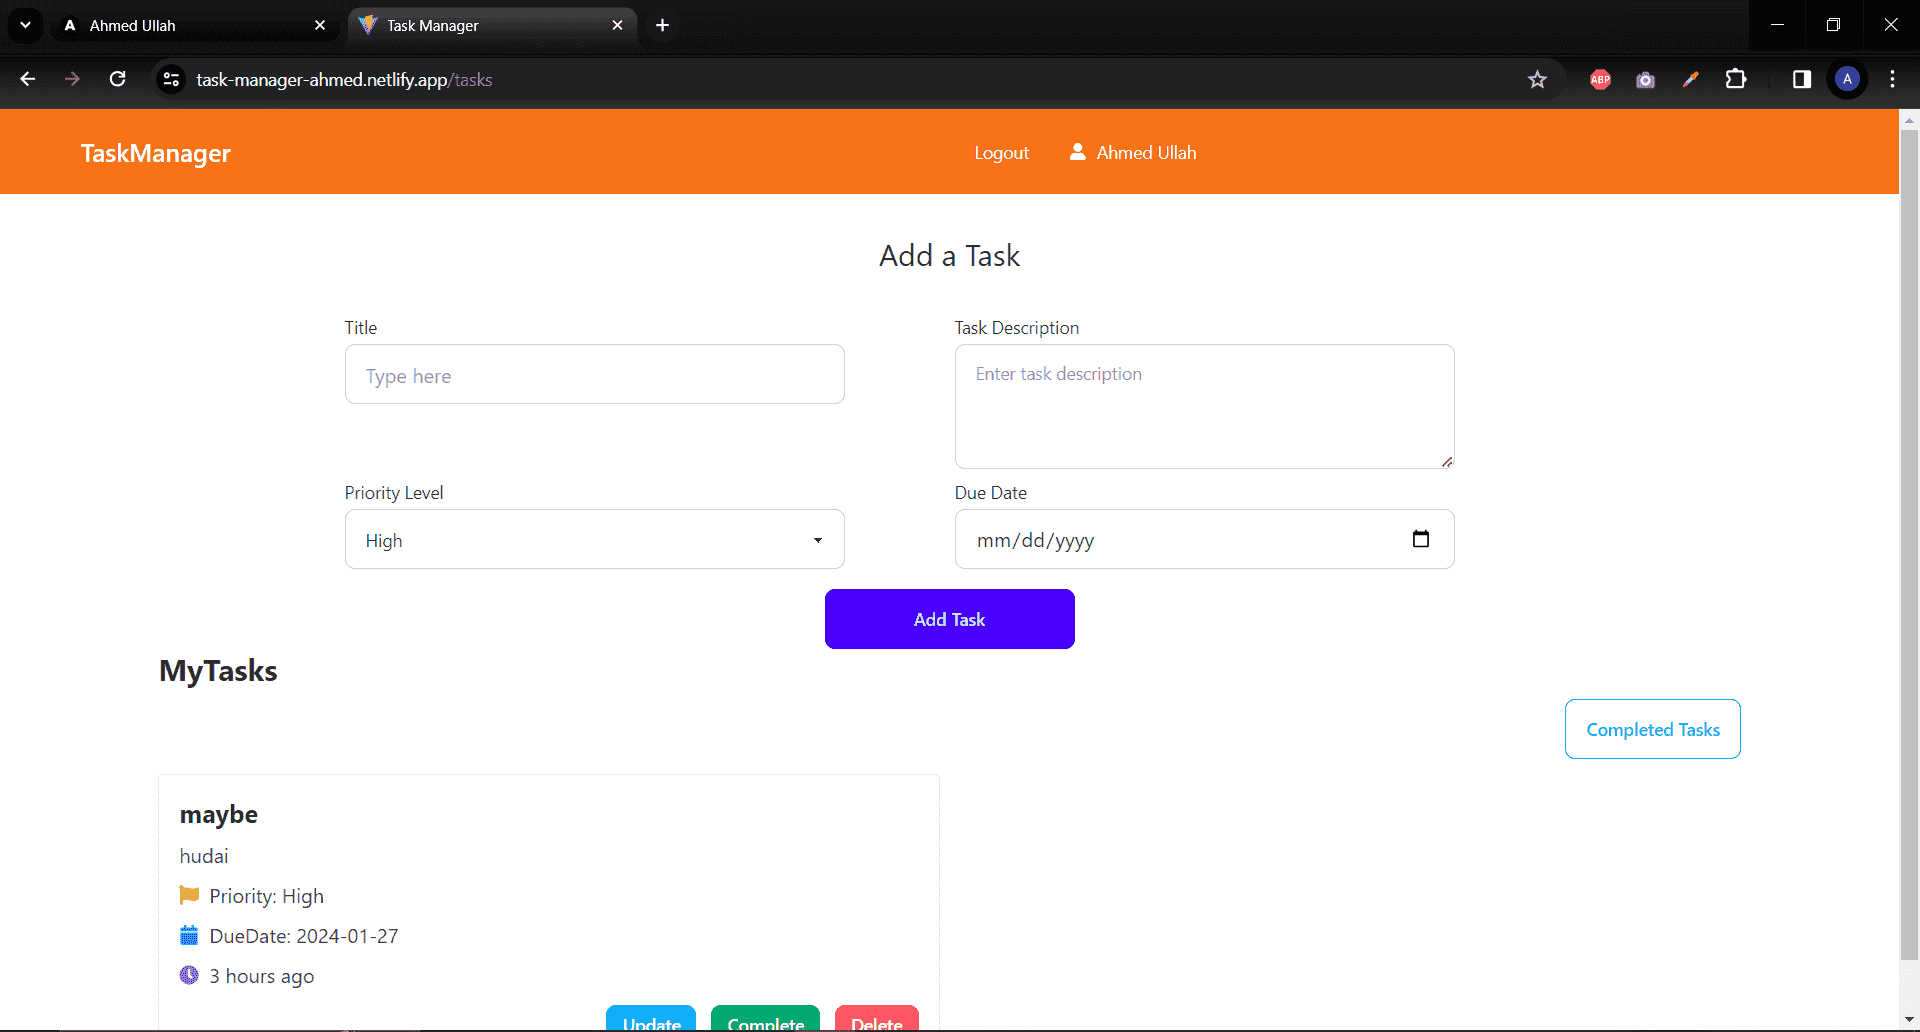 Ahmed Ullah
Task Manager
task-manager-ahmed.netlify.app/tasks
ABP
A
TaskManager
Logout
Ahmed Ullah
Add a Task
Title
Task Description
Type here
Enter task description
Priority Level
Due Date
High
mm/dd/yyyy
Add Task
MyTasks
Completed Tasks
maybe
hudai
Priority: High
DueDate: 2024-01-27
3 hours ago
Update
Complete
Delete